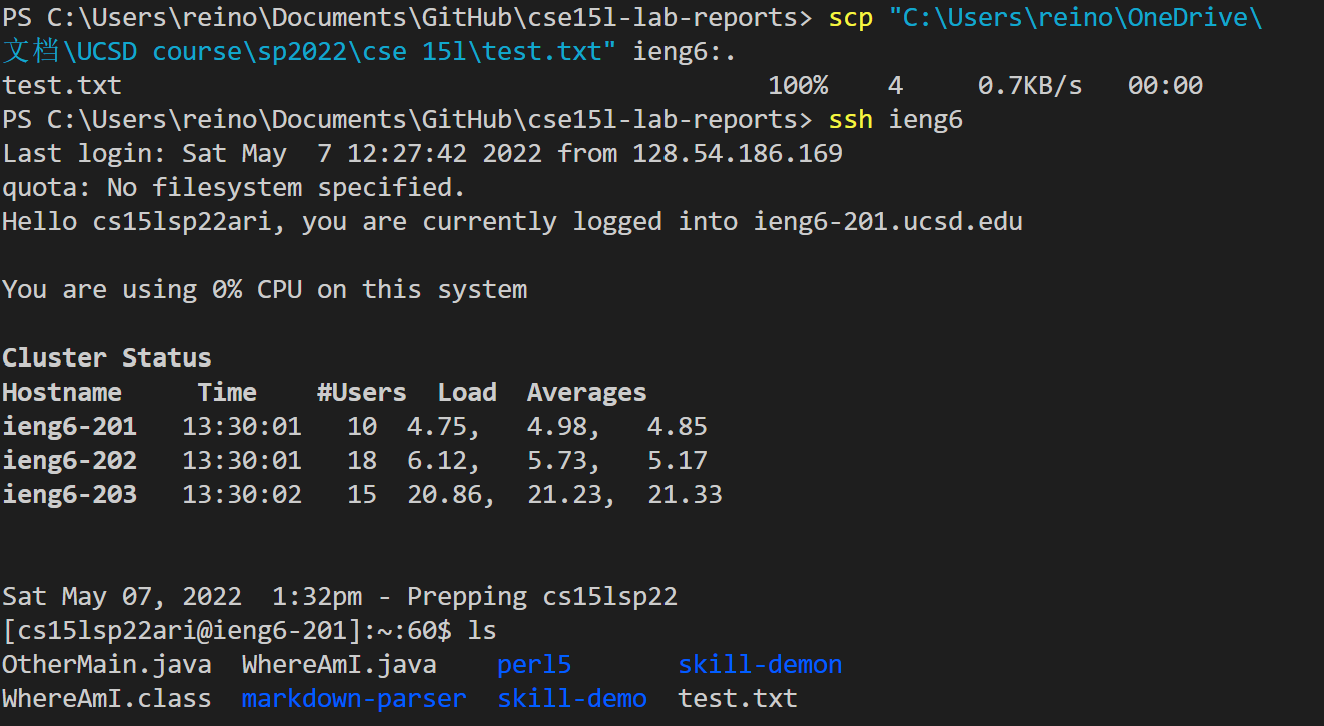 PS C:\Users\reino\Documents\GitHub\cse15l-lab-reports> scp "C:\Users\reino\OneDrive\
文档\UCSD course\sp2022\cse 15l\test.txt" ieng6:.
test.txt                                           100%    4     0.7KB/s   00:00
PS C:\Users\reino\Documents\GitHub\cse15l-lab-reports> ssh ieng6
Last login: Sat May  7 12:27:42 2022 from 128.54.186.169
quota: No filesystem specified.
Hello cs15lsp22ari, you are currently logged into ieng6-201.ucsd.edu
You are using 0% CPU on this system
Cluster Status
Hostname     Time    #Users  Load  Averages
ieng6-201   13:30:01   10  4.75,   4.98,   4.85
ieng6-202   13:30:01   18  6.12,   5.73,   5.17
ieng6-203   13:30:02   15  20.86,  21.23,  21.33
Sat May 07, 2022  1:32pm - Prepping cs15lsp22
[cs15lsp22ari@ieng6-201]:~:60$ ls
OtherMain.java  WhereAmI.java    perl5       skill-demon
WhereAmI.class  markdown-parser  skill-demo  test.txt